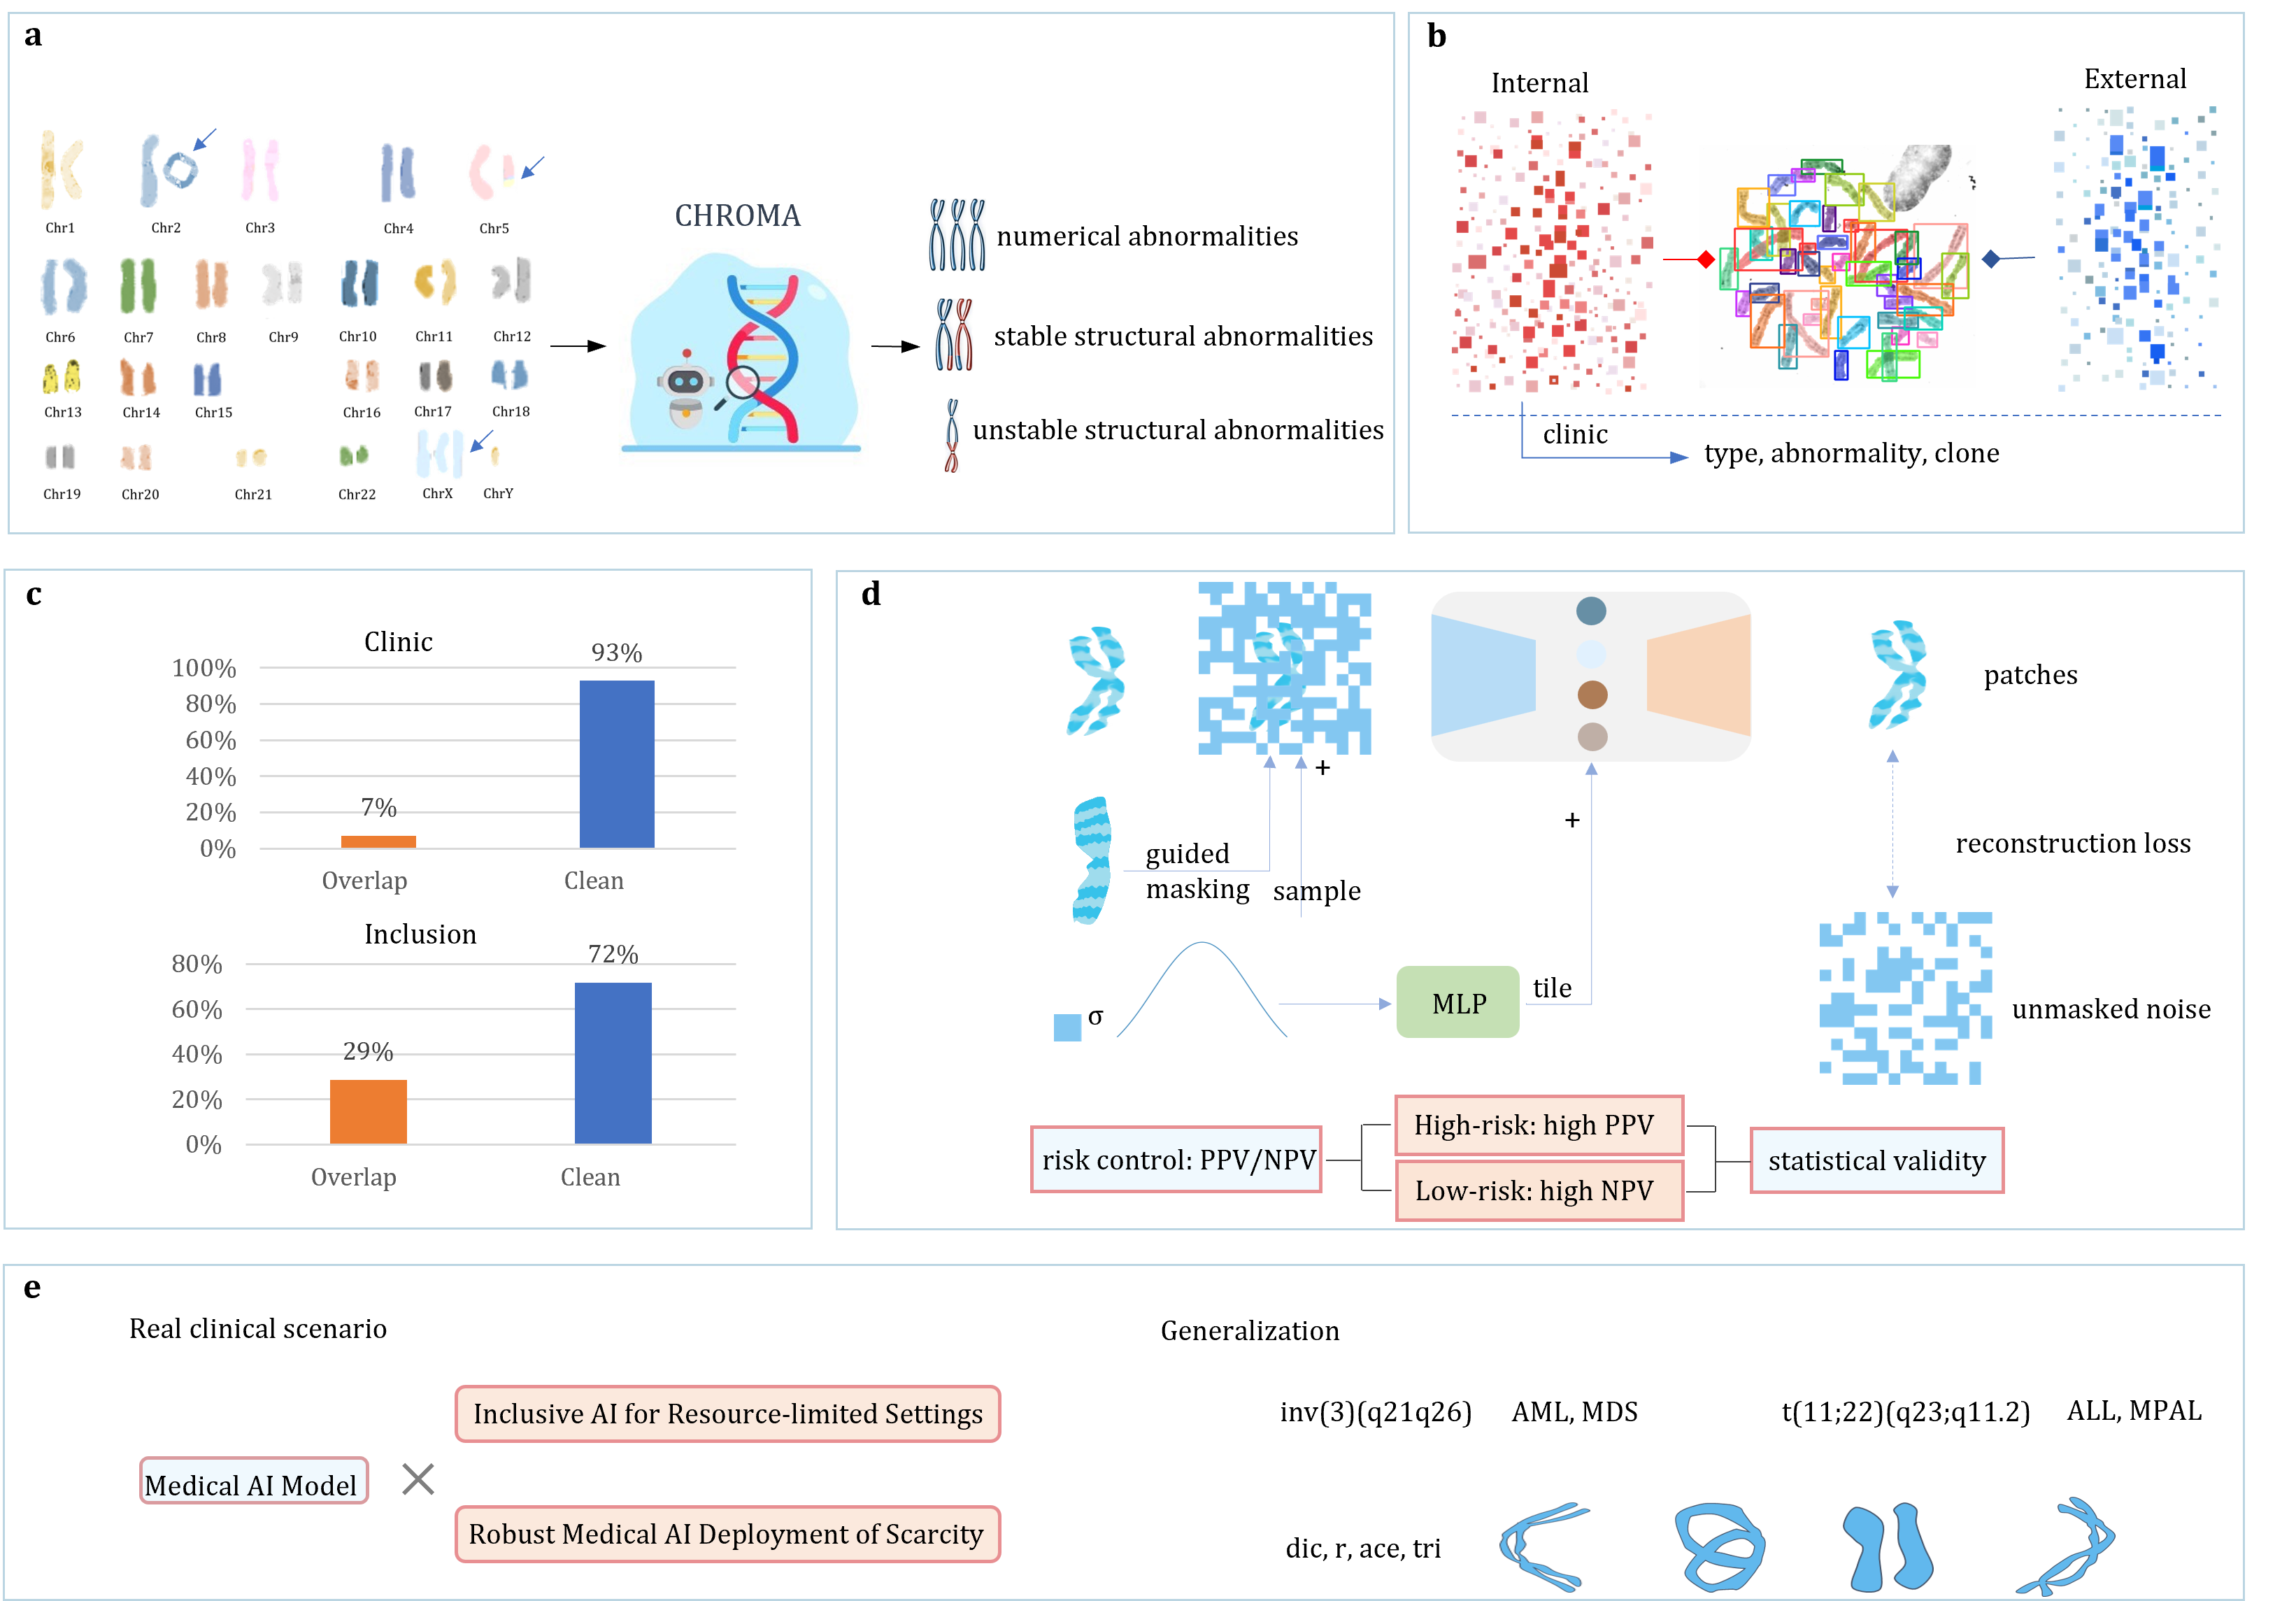 a
Chr1
Chr2
Chr3
Chr4
Chr5
Chr6
Chr7
Chr8
Chr9
Chr10
Chr11
Chr12
Chr13
Chr14
Chr15
Chr16
Chr17
Chr18
Chr19
Chr20
Chr21
Chr22
ChrX
ChrY
CHROMA
numerical abnormalities
stable structural abnormalities
unstable structural abnormalities
b
Internal
External
clinic
type, abnormality, clone
c
Clinic
100%
80%
60%
40%
20%
0%
7%
93%
Overlap
Clean
Inclusion
80%
60%
40%
20%
0%
29%
72%
Overlap
Clean
d
patches
+
+
guided
masking
sample
reconstruction loss
σ
MLP
tile
unmasked noise
risk control: PPV/NPV
High-risk: high PPV
Low-risk: high NPV
statistical validity
e
Real clinical scenario
Medical AI Model
Inclusive AI for Resource-limited Settings
Robust Medical AI Deployment of Scarcity
Generalization
inv(3)(q21q26)
AML, MDS
t(11;22)(q23;q11.2)
ALL, MPAL
dic, r, ace, tri